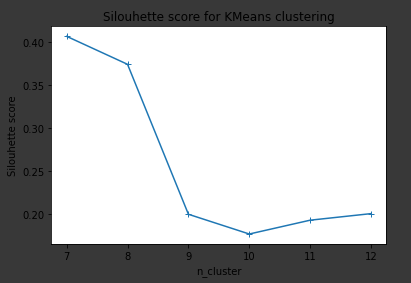 Silouhette score for KMeans clustering
0.40
0.35
0.30
0.25
0.20
Silouhette score
7 8 9 10 11 12
n_cluster